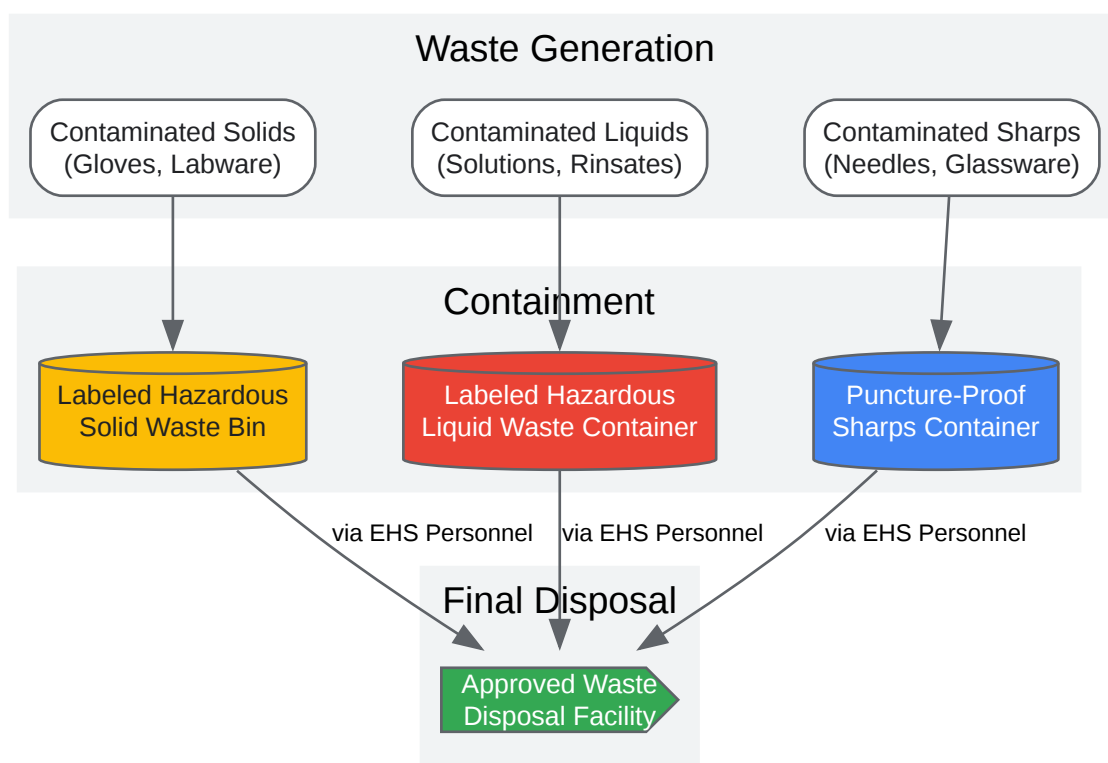 Waste Generation
Contaminated Solids
(Gloves, Labware)
Contaminated Liquids
(Solutions, Rinsates)
Contaminated Sharps
(Needles, Glassware)
Containment
Labeled Hazardous
Solid Waste Bin
Labeled Hazardous
Liquid Waste Container
Puncture-Proof
Sharps Container
via EHS Personnel
via EHS Personnel
via EHS Personnel
Final Disposal
Approved Waste
Disposal Facility